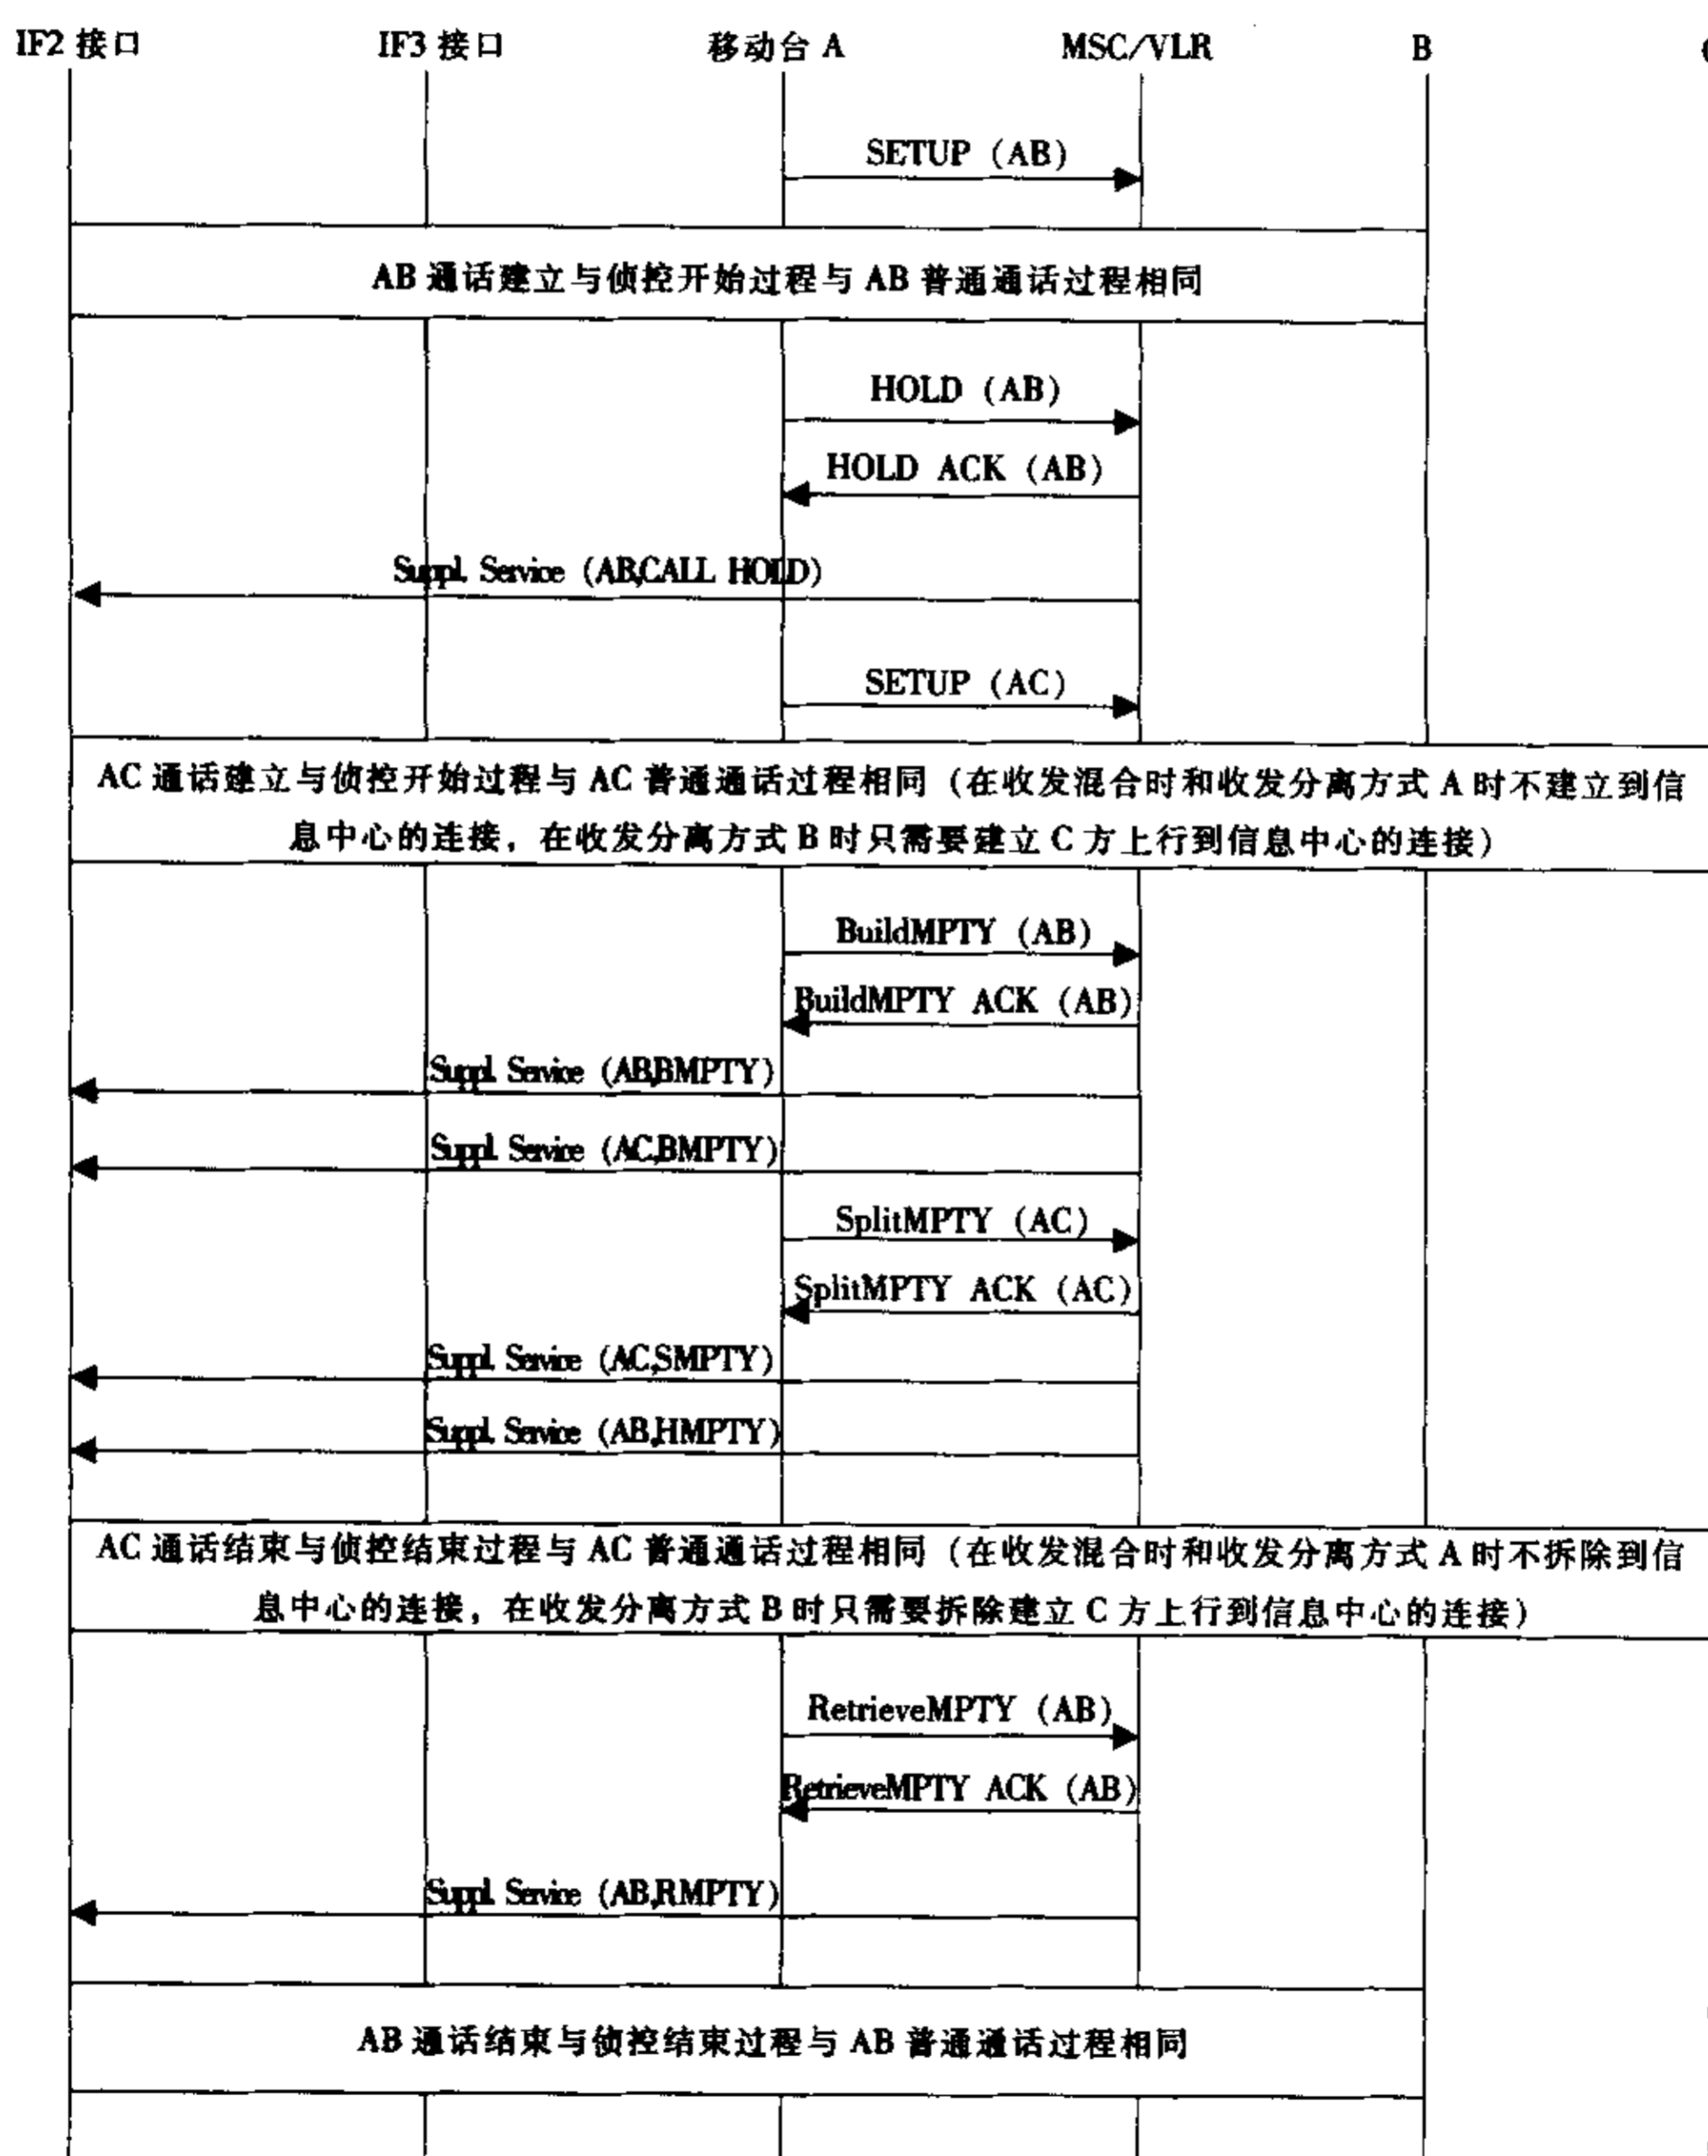 IF2 接口 IF3 接口 移动台 A MSC/VLR B
SETUP (AB)
AB 通话建立与侦控开始过程与 AB 普通通话过程相同
HOLD (AB)
HOLD ACK (AB)
Suppl. Service (AB,CALL HOLD)
SETUP (AC)
AC 通话建立与侦控开始过程与 AC 普通通话过程相同 (在收发混合时和收发分离方式 A 时不建立到信
息中心的连接, 在收发分离方式 B 时只需要建立 C 方上行到信息中心的连接)
BuildMPTY (AB)
BuildMPTY ACK (AB)
Suppl. Service (AB,BMPTY)
Suppl. Service (AC,BMPTY)
SplitMPTY (AC)
SplitMPTY ACK (AC)
Suppl. Service (AC,SMPTY)
Suppl. Service (AB,HMPTY)
AC 通话结束与侦控结束过程与 AC 普通通话过程相同 (在收发混合时和收发分离方式 A 时不拆除到信
息中心的连接, 在收发分离方式 B 时只需要拆除建立 C 方上行到信息中心的连接)
RetrieveMPTY (AB)
RetrieveMPTY ACK (AB)
Suppl. Service (AB,RMPTY)
AB 通话结束与侦控结束过程与 AB 普通通话过程相同